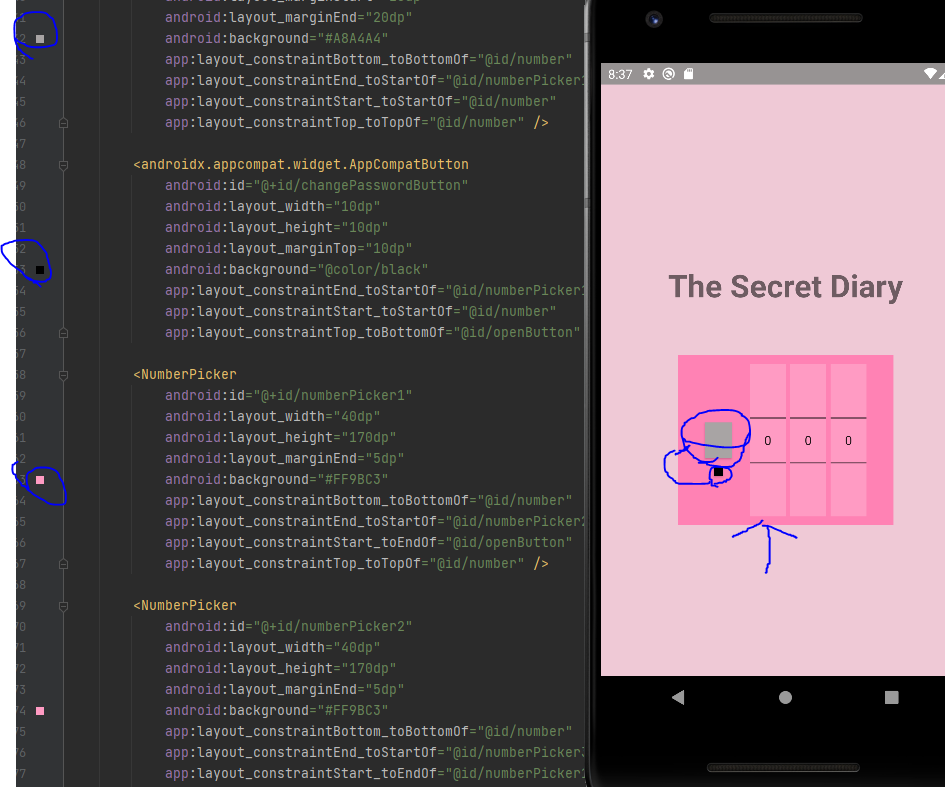 android:layout_marginEnd="20dp"
android:background="#A8A4A4"
app:layout_constraintBottom_toBottomOf="@id/number"
app:layout_constraintEnd_toStartOf="@id/numberPicker1
app:layout_constraintStart_toStartOf="@id/number"
app:layout_constraintTop_toTopOf="@id/number" />
<androidx.appcompat.widget.AppCompatButton
android:id="@+id/changePasswordButton"
android:layout_width="10dp"
android:layout_height="10dp"
android:layout_marginTop="10dp"
android:background="@color/black"
app:layout_constraintEnd_toStartOf="@id/numberPicker1
app:layout_constraintStart_toStartOf="@id/number"
app:layout_constraintTop_toBottomOf="@id/openButton"
<NumberPicker
android:id="@+id/numberPicker1"
android:layout_width="40dp"
android:layout_height="170dp"
android:layout_marginEnd="5dp"
android:background="#FF9BC3"
app:layout_constraintBottom_toBottomOf="@id/number"
app:layout_constraintEnd_toStartOf="@id/numberPicker2
app:layout_constraintStart_toEndOf="@id/openButton"
app:layout_constraintTop_toTopOf="@id/number" />
<NumberPicker
android:id="@+id/numberPicker2"
android:layout_width="40dp"
android:layout_height="170dp"
android:layout_marginEnd="5dp"
android:background="#FF9BC3"
app:layout_constraintBottom_toBottomOf="@id/number"
app:layout_constraintEnd_toStartOf="@id/numberPicker3
app:layout_constraintStart_toEndOf="@id/numberPicker1
8:37
The Secret Diary
0 0 0